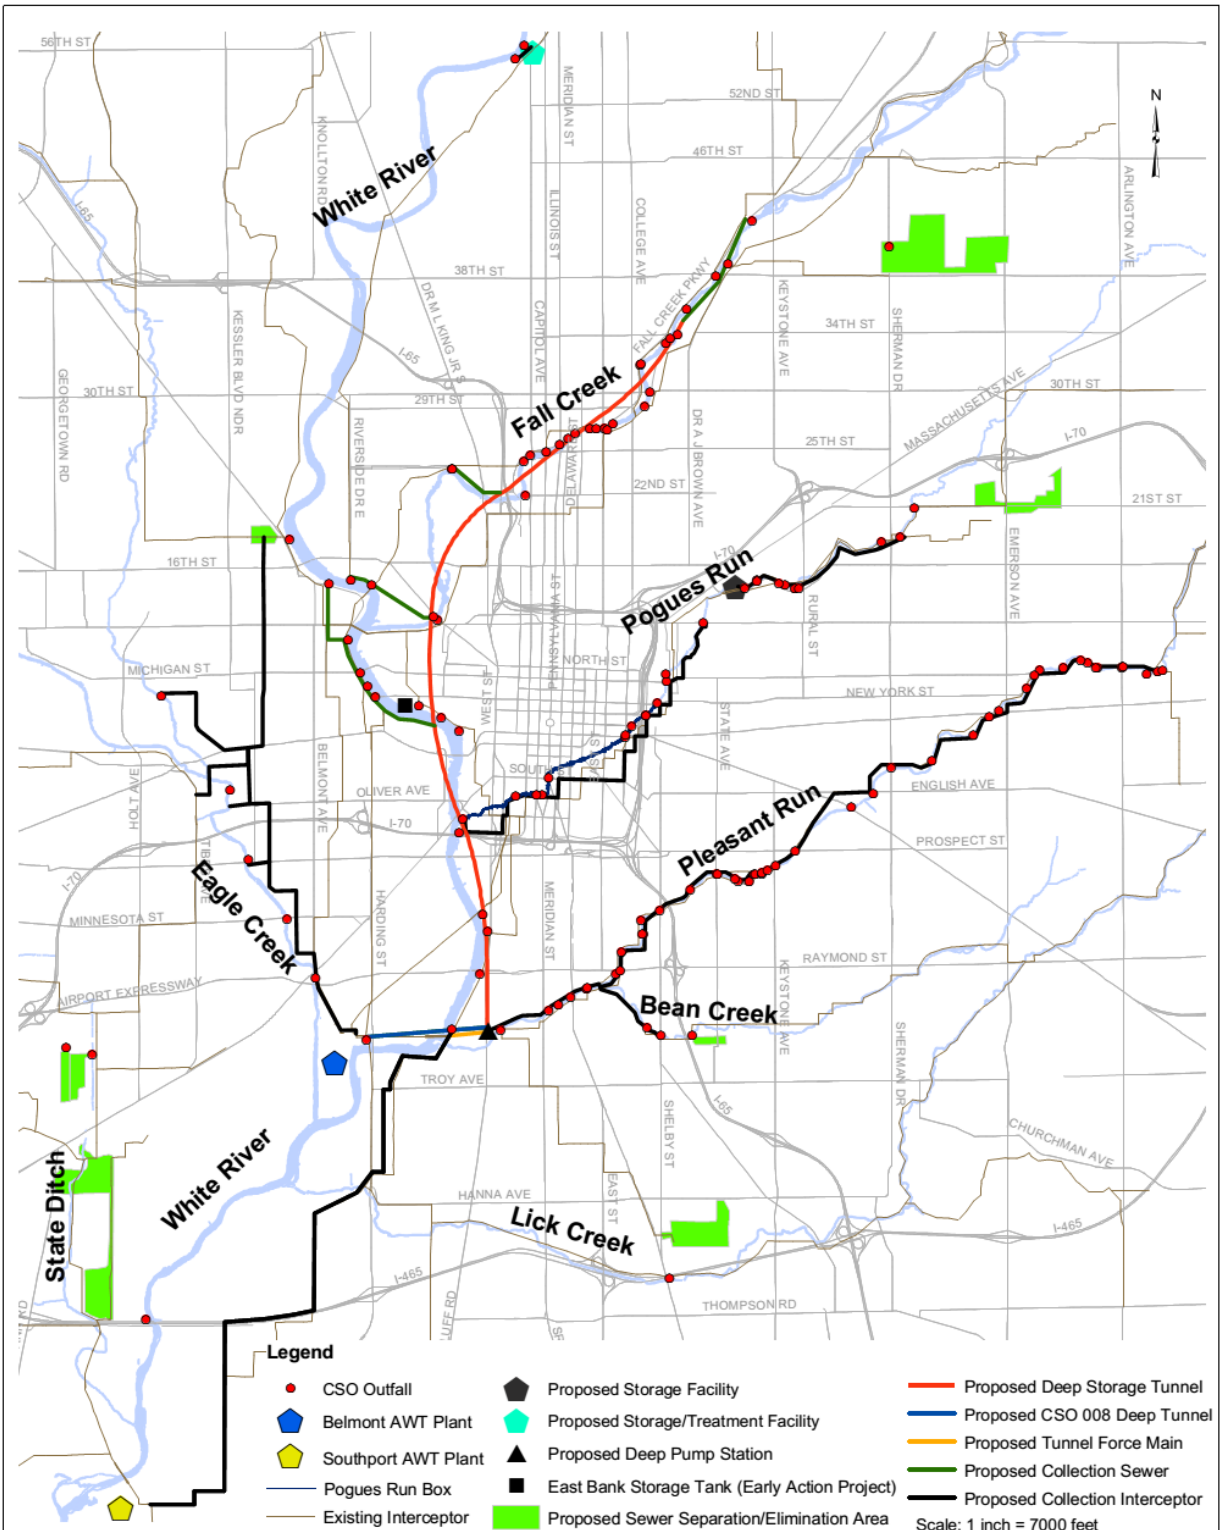 56TH ST
MERIDIAN ST
52ND ST
N
KNOLLTON RD
46TH ST
White River
ARLINGTON AVE
I-65
ILLINOIS ST
COLLEGE AVE
38TH ST
FALL CREEK PKWY
KEYSTONE AVE
DR M L KING JR S
CAPITOL AVE
KESSLER BLVD NDR
34TH ST
SHERMAN DR
I-65
GEORGETOWN RD
30TH ST
29TH ST
Fall Creek
30TH ST
MASSACHUSETTS AVE
RIVERSIDE DR E
DELAWARE ST
DR A J BROWN AVE
25TH ST
I-70
22ND ST
21ST ST
EMERSON AVE
16TH ST
I-70
Pogues Run
PENNSYLVANIA ST
RURAL ST
MICHIGAN ST
NORTH ST
NEW YORK ST
WEST ST
STATE AVE
EAST ST
SOUTH S
HOLT AVE
BELMONT AVE
OLIVER AVE
I-70
ENGLISH AVE
Pleasant Run
PROSPECT ST
I-70
TIB
AVE
Eagle Creek
MINNESOTA ST
HARDING ST
MERIDIAN ST
RAYMOND ST
KEYSTONE AVE
AIRPORT EXPRESSWAY
Bean Creek
SHERMAN DR
TROY AVE
I-65
SHELBY ST
CHURCHMAN AVE
White River
State Ditch
HANNA AVE
EAST ST
Lick Creek
I-465
I-465
THOMPSON RD
UFF RD
Legend
CSO Outfall
Belmont AWT Plant
Southport AWT Plant
Pogues Run Box
Existing Interceptor
Proposed Storage Facility
Proposed Storage/Treatment Facility
Proposed Deep Pump Station
East Bank Storage Tank (Early Action Project)
Proposed Sewer Separation/Elimination Area
Proposed Deep Storage Tunnel
Proposed CSO 008 Deep Tunnel
Proposed Tunnel Force Main
Proposed Collection Sewer
Proposed Collection Interceptor
Scale: 1 inch = 7000 feet